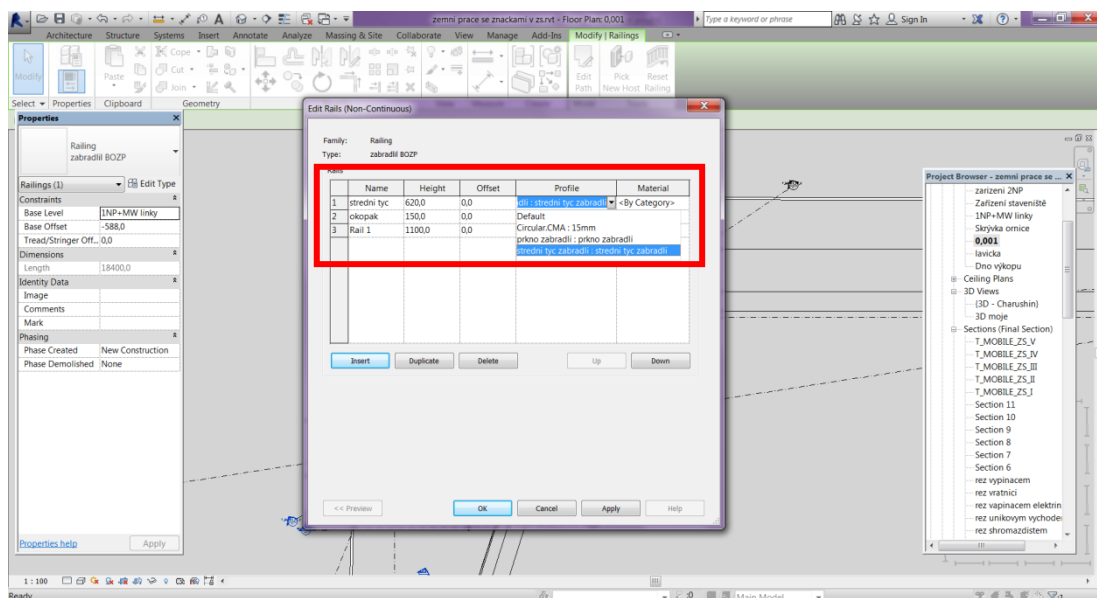 zemni prace se znackami v zs.rvt - Floor Plan: 0,001
Type a keyword or phrase
Sign In
Architecture Structure Systems Insert Annotate Analyze Massing & Site Collaborate View Manage Add-Ins Modify | Railings
Modify
Paste
Cope
Cut
Join
Edit Path
Pick New Host
Reset Railing
Select Properties Clipboard Geometry View Measure Create Mode
Properties
Railing
zabradlil BOZP
Railings (1) Edit Type
Constraints
Base Level 1NP+MW linky
Base Offset -588,0
Tread/Stringer Off... 0,0
Dimensions
Length 18400,0
Identity Data
Image
Comments
Mark
Phasing
Phase Created New Construction
Phase Demolished None
Properties help Apply
Edit Rails (Non-Continuous)
Family: Railing
Type: zabradlil BOZP
Rails
Name Height Offset Profile Material
1 stredni tyc 620,0 0,0 dli : stredni tyc zabradli <By Category>
2 okopak 150,0 0,0 Default
3 Rail 1 1100,0 0,0 Circular.CMA : 15mm
prkno zabradli : prkno zabradli
stredni tyc zabradli : stredni tyc zabradli
Insert Duplicate Delete Up Down
<< Preview OK Cancel Apply Help
Project Browser - zemni prace se ...
zarizeni 2NP
Zařízení staveniště
1NP+MW linky
Skrývka ornice
0,001
lavicka
Dno výkopu
Ceiling Plans
3D Views
(3D - Charushin)
3D moje
Sections (Final Section)
T_MOBILE_ZS_V
T_MOBILE_ZS_IV
T_MOBILE_ZS_III
T_MOBILE_ZS_II
T_MOBILE_ZS_I
Section 11
Section 10
Section 9
Section 8
Section 7
Section 6
rez vypinacem
rez vratnici
rez vapinacem elektrin
rez unikovym vychode
rez shromazdistem
1 : 100
Ready :0 Main Model